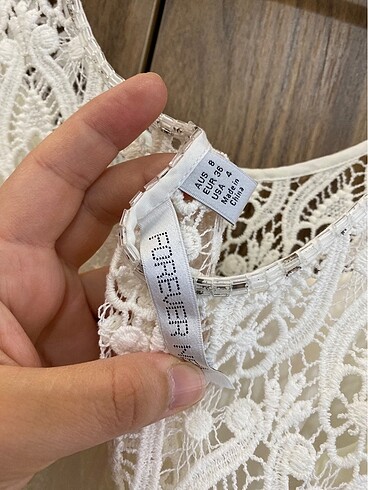 AUS 8
EUR 36
USA 4
Made in
China
FOREVER